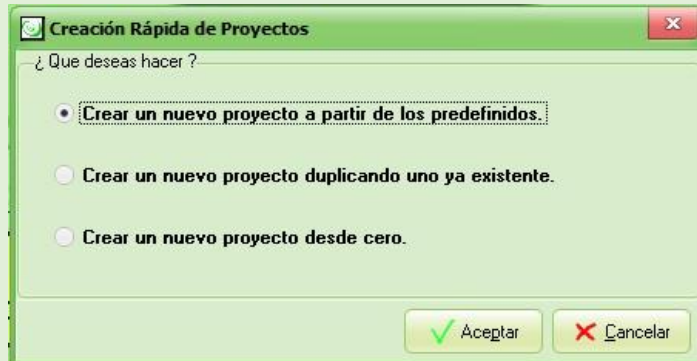 Creación Rápida de Proyectos
¿ Que deseas hacer ?
Crear un nuevo proyecto a partir de los predefinidos.
Crear un nuevo proyecto duplicando uno ya existente.
Crear un nuevo proyecto desde cero.
Aceptar
Cancelar